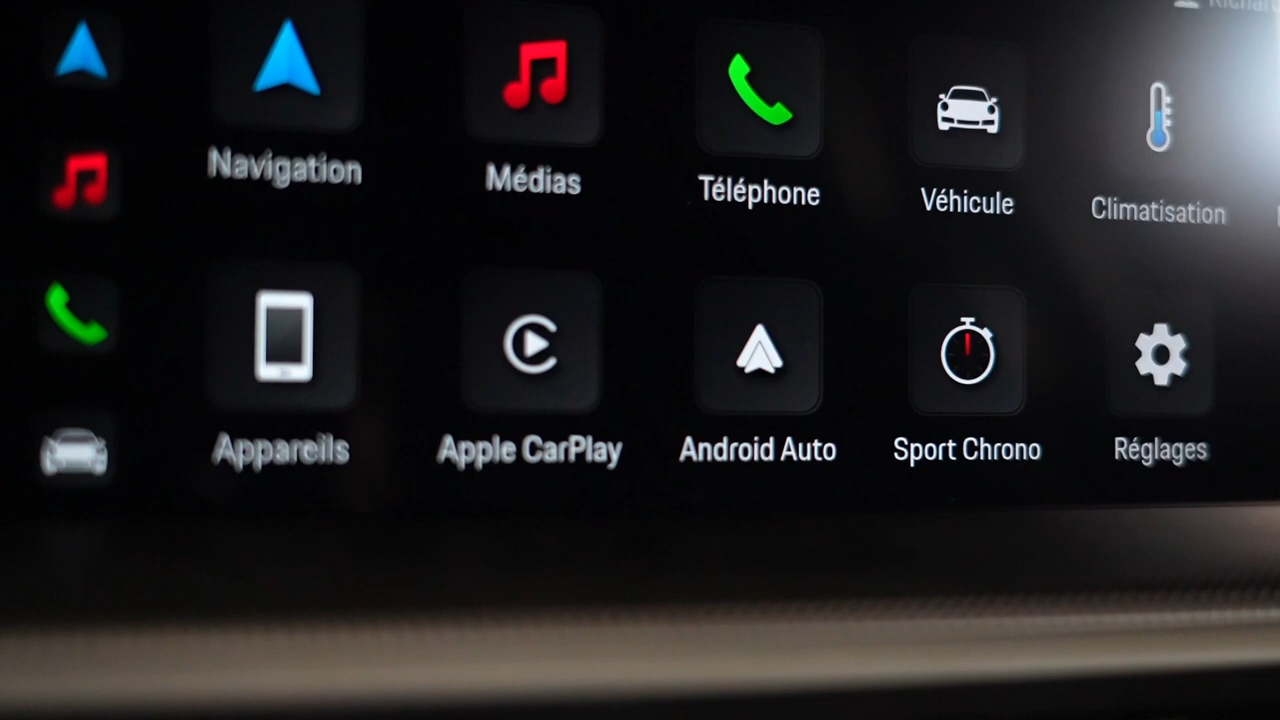 Navigation
Médias
Téléphone
Véhicule
Climatisation
Appareils
Apple CarPlay
Android Auto
Sport Chrono
Réglages